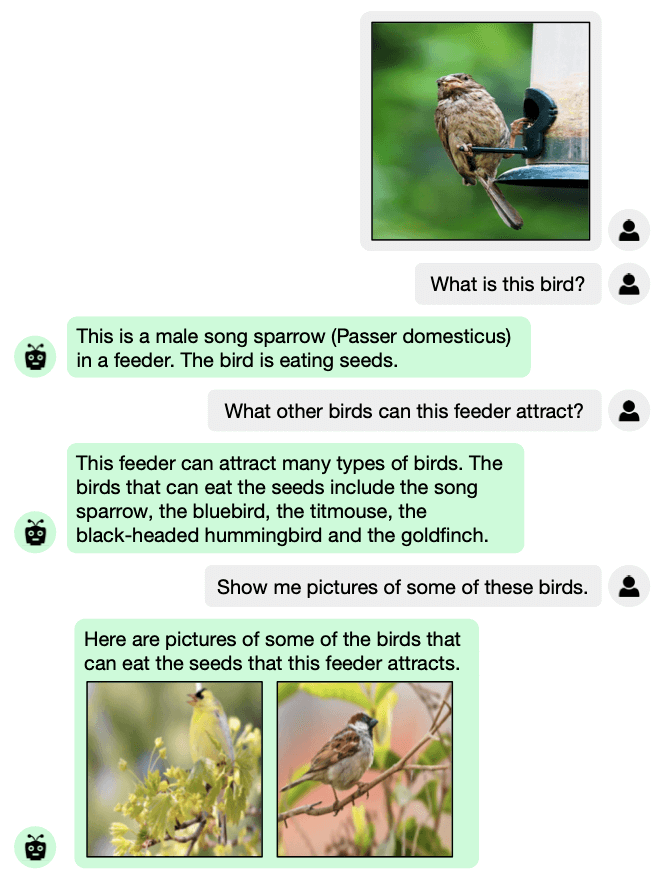 What is this bird?
This is a male song sparrow (Passer domesticus)
in a feeder. The bird is eating seeds.
What other birds can this feeder attract?
This feeder can attract many types of birds. The
birds that can eat the seeds include the song
sparrow, the bluebird, the titmouse, the
black-headed hummingbird and the goldfinch.
Show me pictures of some of these birds.
Here are pictures of some of the birds that
can eat the seeds that this feeder attracts.